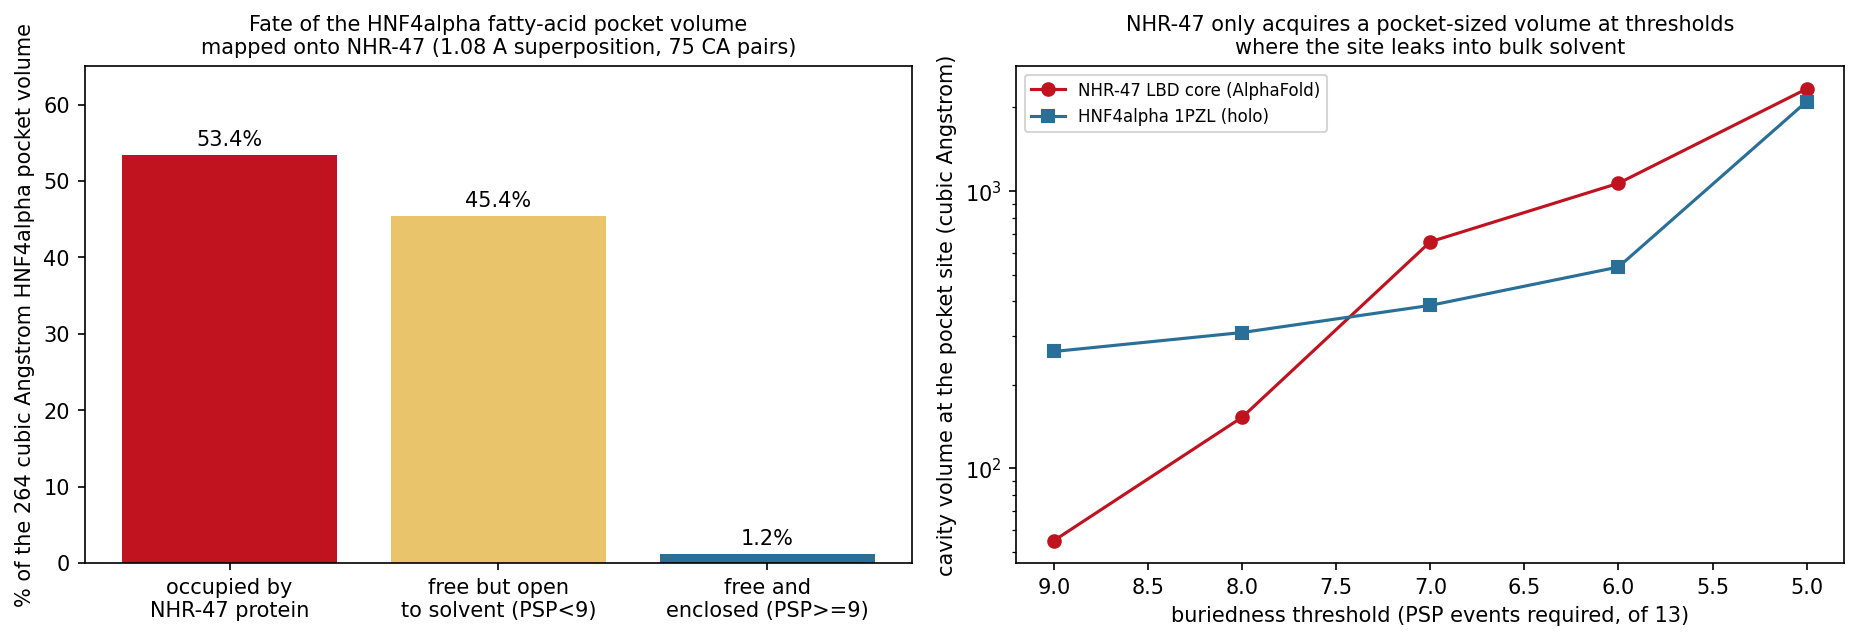 Fate of the HNF4alpha fatty-acid pocket volume
mapped onto NHR-47 (1.08 A superposition, 75 CA pairs)
% of the 264 cubic Angstrom HNF4alpha pocket volume
60
50
40
30
20
10
0
53.4%
45.4%
1.2%
occupied by
NHR-47 protein
free but open
to solvent (PSP<9)
free and
enclosed (PSP>=9)
NHR-47 only acquires a pocket-sized volume at thresholds
where the site leaks into bulk solvent
cavity volume at the pocket site (cubic Angstrom)
10³
10²
NHR-47 LBD core (AlphaFold)
HNF4alpha 1PZL (holo)
9.0 8.5 8.0 7.5 7.0 6.5 6.0 5.5 5.0
buriedness threshold (PSP events required, of 13)